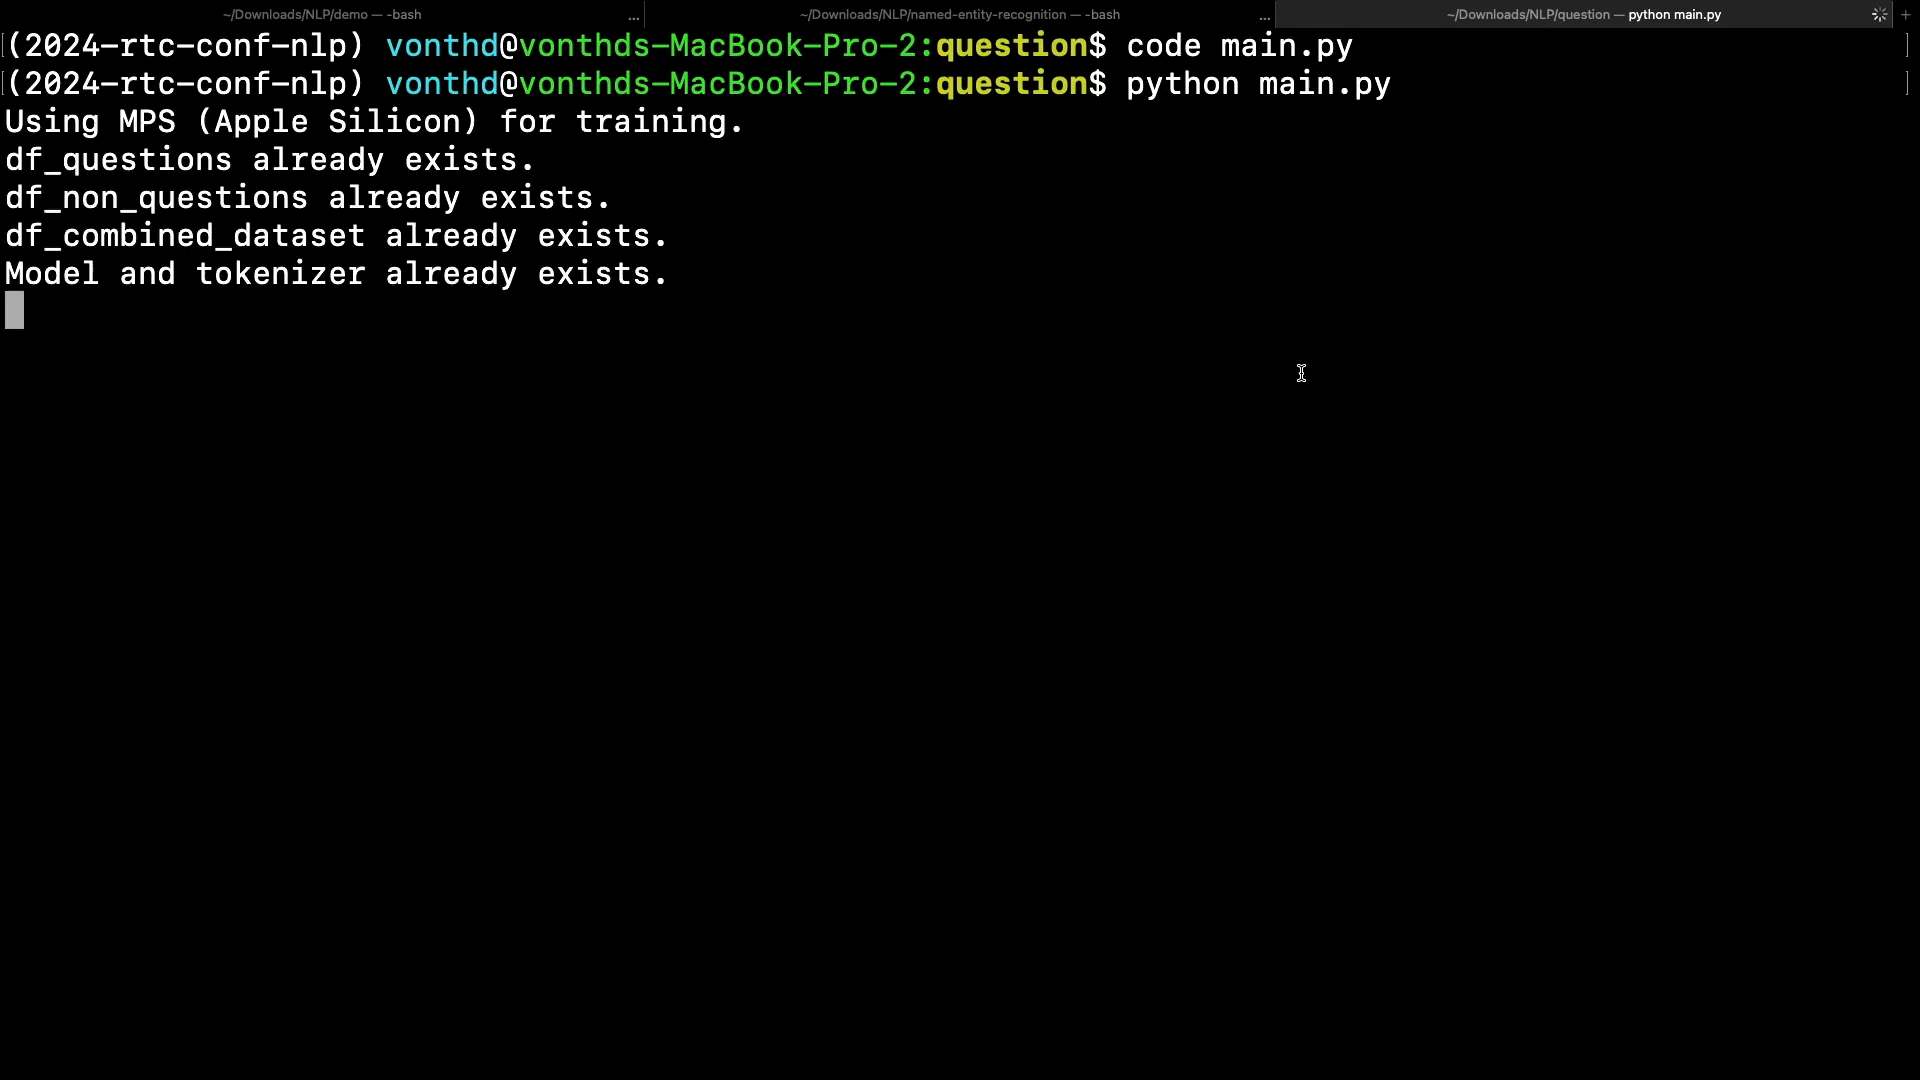 ~/Downloads/NLP/demo — -bash ... ~/Downloads/NLP/named-entity-recognition — -bash ... ~/Downloads/NLP/question — python main.py +
[(2024-rtc-conf-nlp) vonthd@vonthds-MacBook-Pro-2:question$ code main.py ]
[(2024-rtc-conf-nlp) vonthd@vonthds-MacBook-Pro-2:question$ python main.py ]
Using MPS (Apple Silicon) for training.
df_questions already exists.
df_non_questions already exists.
df_combined_dataset already exists.
Model and tokenizer already exists.